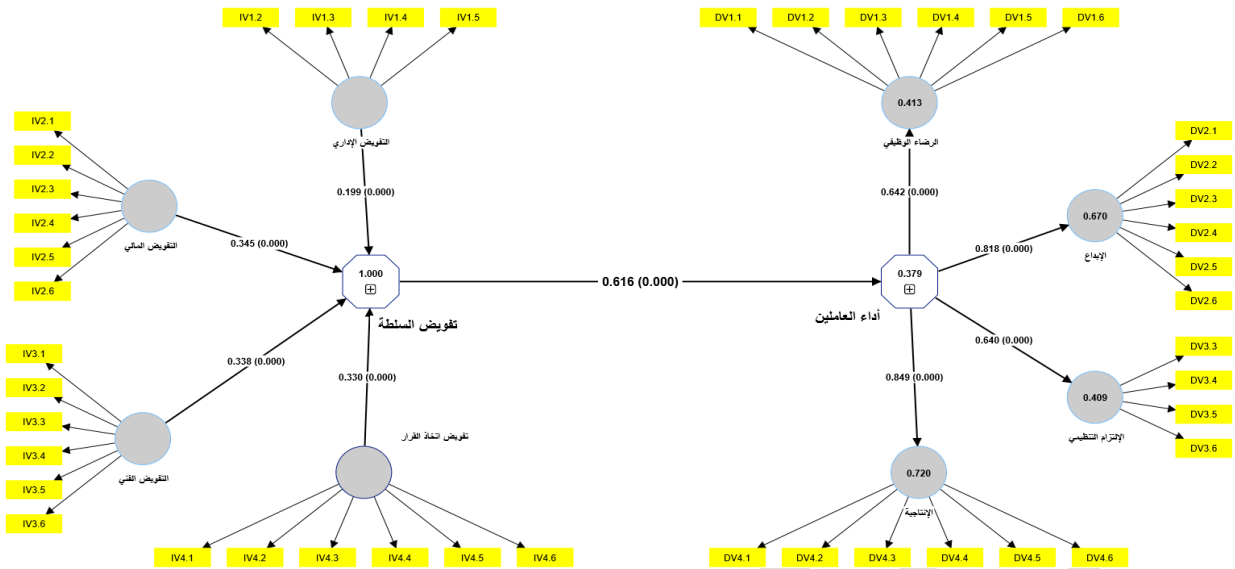 IV1.2
IV1.3
IV1.4
IV1.5
DV1.1
DV1.2
DV1.3
DV1.4
DV1.5
DV1.6
0.413
التفويض الإداري
الرضاء الوظيفي
IV2.1
IV2.2
IV2.3
IV2.4
IV2.5
IV2.6
التفويض المالي
0.199 (0.000)
0.345 (0.000)
0.642 (0.000)
DV2.1
DV2.2
DV2.3
DV2.4
DV2.5
DV2.6
0.670
الإبداع
0.818 (0.000)
1.000
تفويض السلطة
0.616 (0.000)
0.379
أداء العاملين
IV3.1
IV3.2
IV3.3
IV3.4
IV3.5
IV3.6
التفويض الفني
0.338 (0.000)
0.330 (0.000)
0.849 (0.000)
0.640 (0.000)
DV3.3
DV3.4
DV3.5
DV3.6
0.409
الإلتزام التنظيمي
تفويض اتخاذ القرار
0.720
الإنتاجية
IV4.1
IV4.2
IV4.3
IV4.4
IV4.5
IV4.6
DV4.1
DV4.2
DV4.3
DV4.4
DV4.5
DV4.6